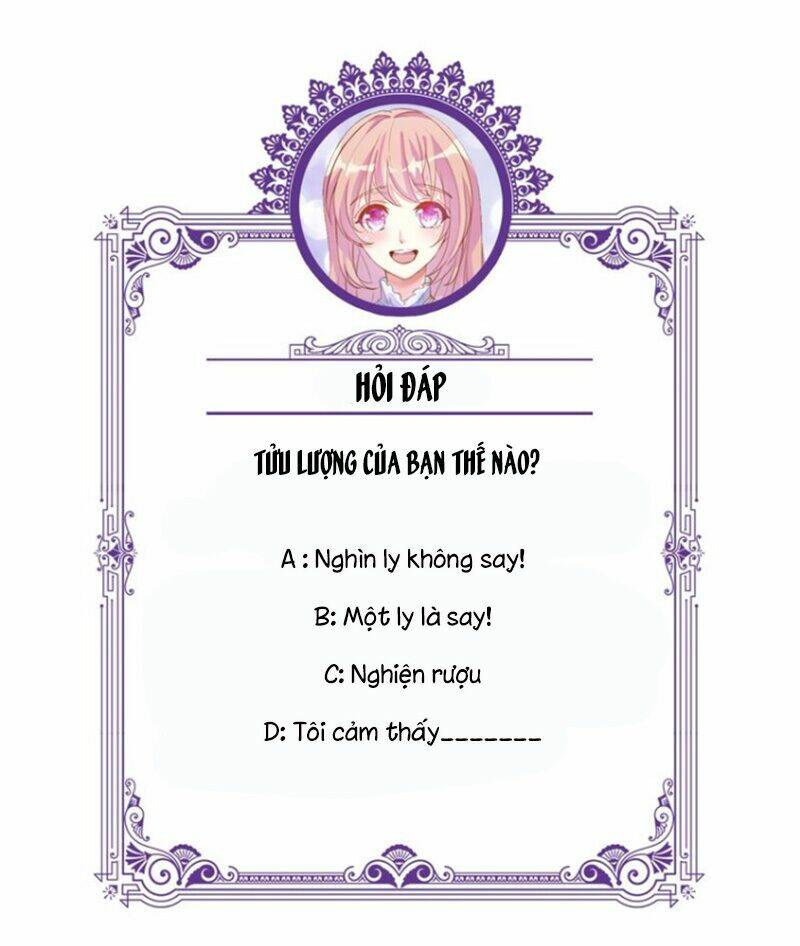 HỎI ĐÁP
TỬU LƯỢNG CỦA BẠN THẾ NÀO?
A : Nghìn ly không say!
B: Một ly là say!
C: Nghiện rượu
D: Tôi cảm thấy_______